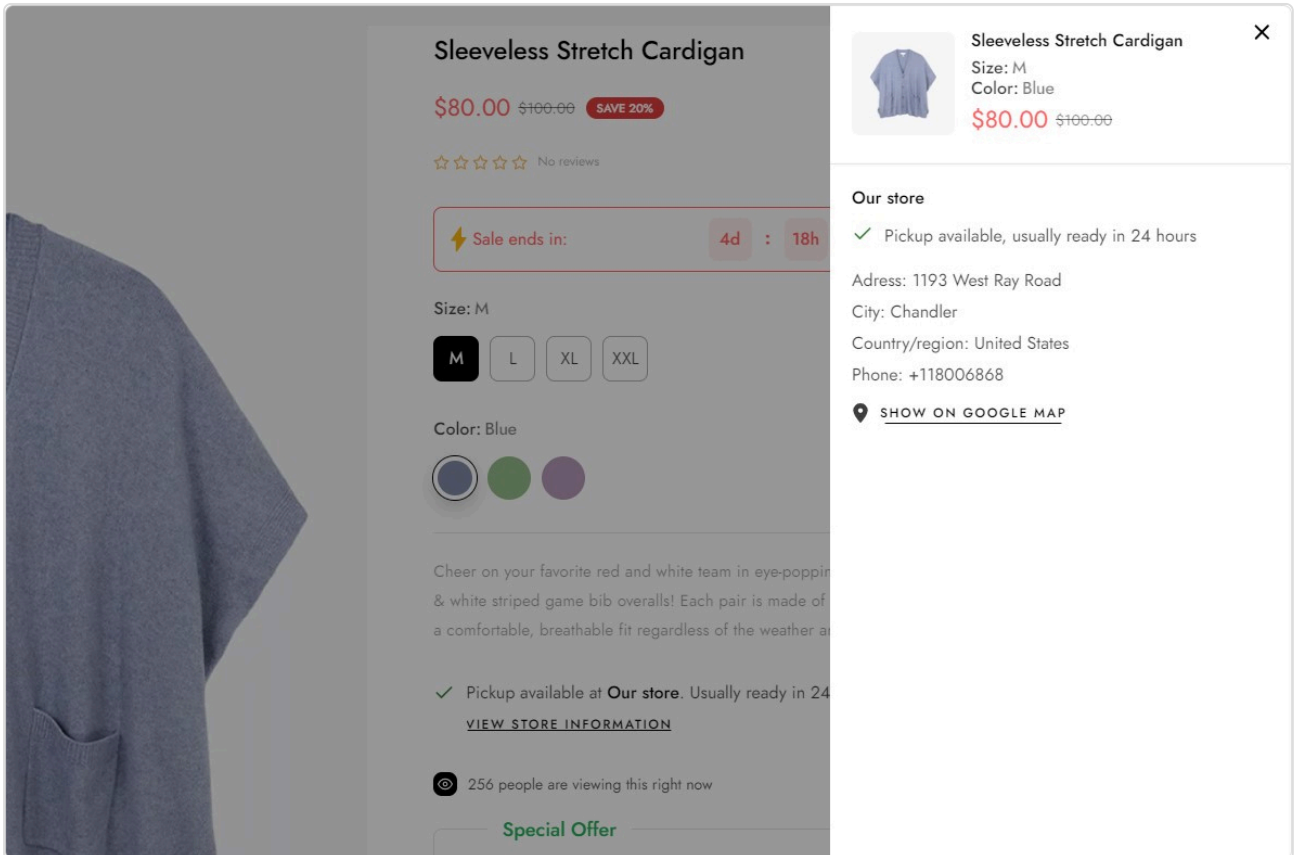 Sleeveless Stretch Cardigan
$80.00 $100.00 SAVE 20%
No reviews
Sale ends in: 4d : 18h
Size: M
M L XL XXL
Color: Blue
Cheer on your favorite red and white team in eye-poppin
& white striped game bib overalls! Each pair is made of
a comfortable, breathable fit regardless of the weather
Pickup available at Our store. Usually ready in 24
VIEW STORE INFORMATION
256 people are viewing this right now
Special Offer
Sleeveless Stretch Cardigan
Size: M
Color: Blue
$80.00 $100.00
Our store
Pickup available, usually ready in 24 hours
Adress: 1193 West Ray Road
City: Chandler
Country/region: United States
Phone: +118006868
SHOW ON GOOGLE MAP